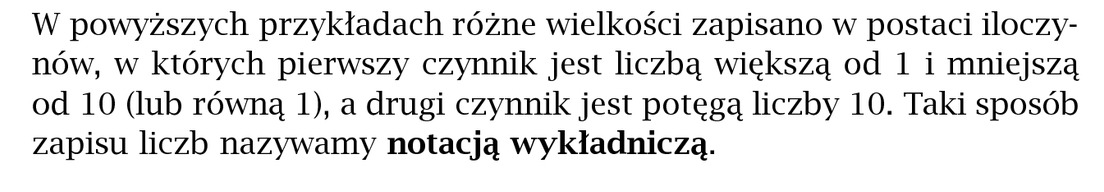 W powyższych przykładach różne wielkości zapisano w postaci iloczy-
nów, w których pierwszy czynnik jest liczbą większą od 1 i mniejszą
od 10 (lub równą 1), a drugi czynnik jest potęgą liczby 10. Taki sposób
zapisu liczb nazywamy notacją wykładniczą.